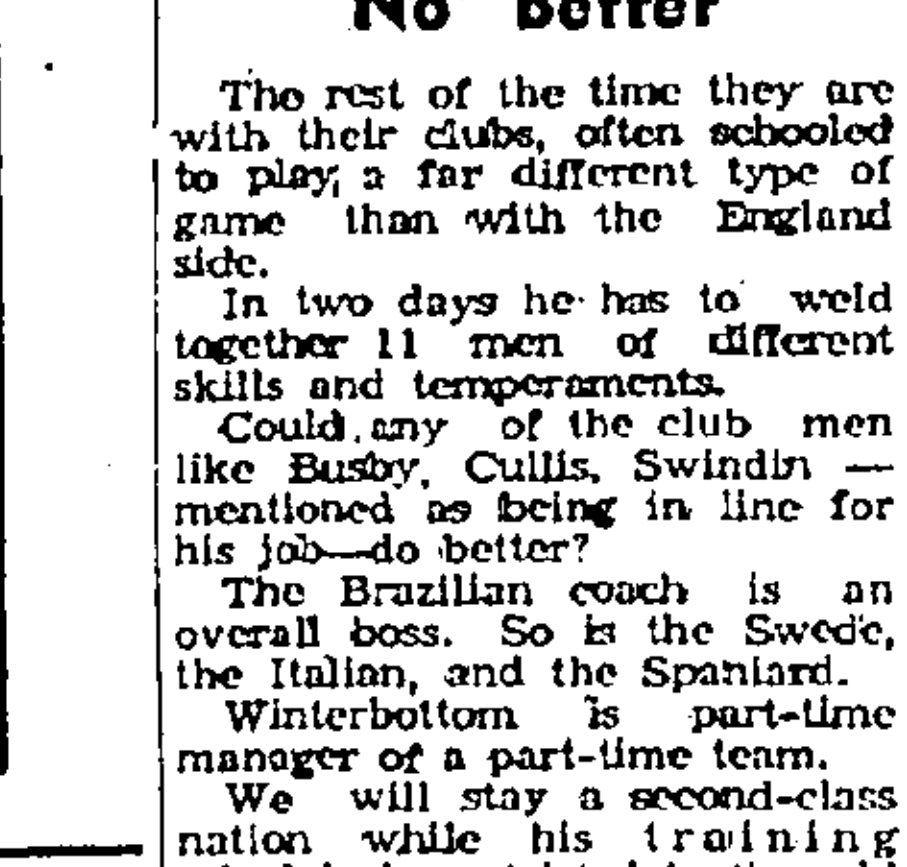 No better
The rest of the time they are
with their clubs, often schooled
to play, a far different type of
game than with the England
side.
In two days he has to weld
together 11 men of different
skills and temperaments.
Could any of the club men
like Busby, Cullis, Swindin —
mentioned as being in line for
his job—do better?
The Brazilian coach is an
overall boss. So is the Swede,
the Italian, and the Spaniard.
Winterbottom is part-time
manager of a part-time team.
We will stay a second-class
nation while his training